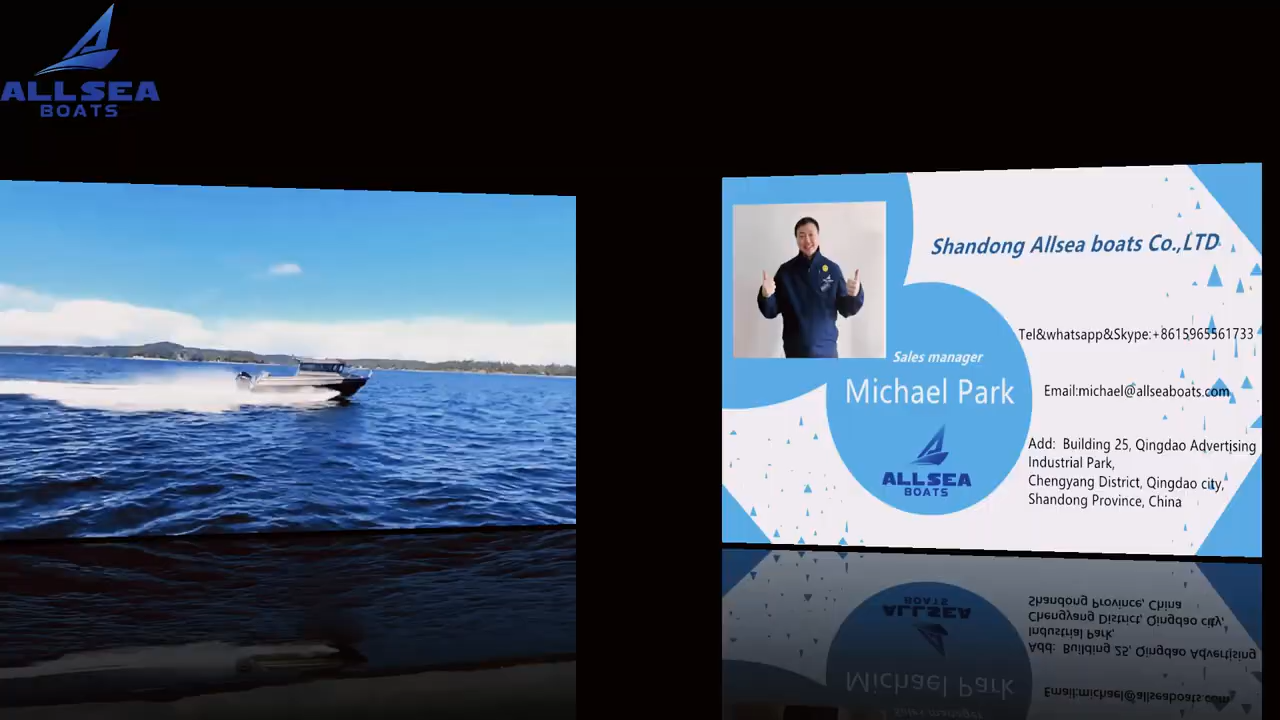 ALLSEA
BOATS
Shandong Allsea boats Co.,LTD
Tel&whatsapp&Skype:+8615965561733
Sales manager
Michael Park
Email:michael@allseaboats.com
Add: Building 25, Qingdao Advertising
Industrial Park,
Chengyang District, Qingdao city,
Shandong Province, China
ALLSEA
BOATS